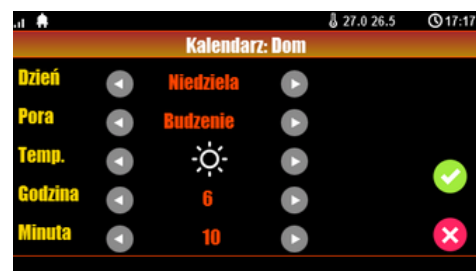 27.0 26.5 17:17
Kalendarz: Dom
Dzień Niedziela
Pora Budzenie
Temp.
Godzina 6
Minuta 10